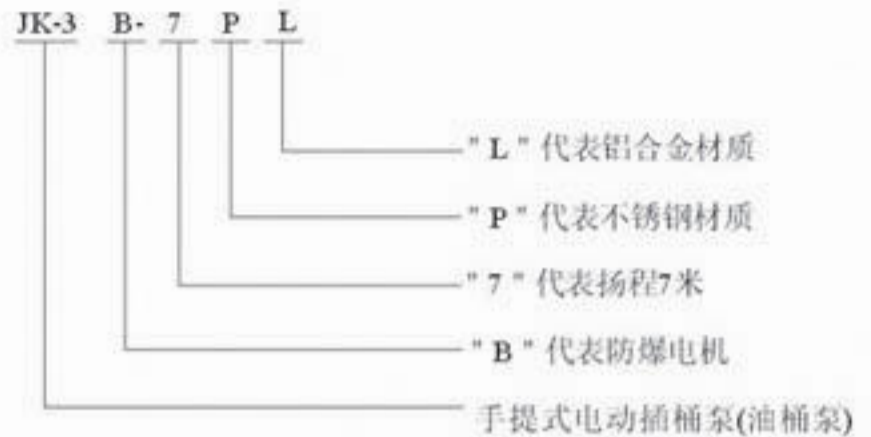 JK-3 B- 7 P L
"L"代表铝合金材质
"P"代表不锈钢材质
"7"代表扬程7米
"B"代表防爆电机
手提式电动插桶泵(油桶泵)